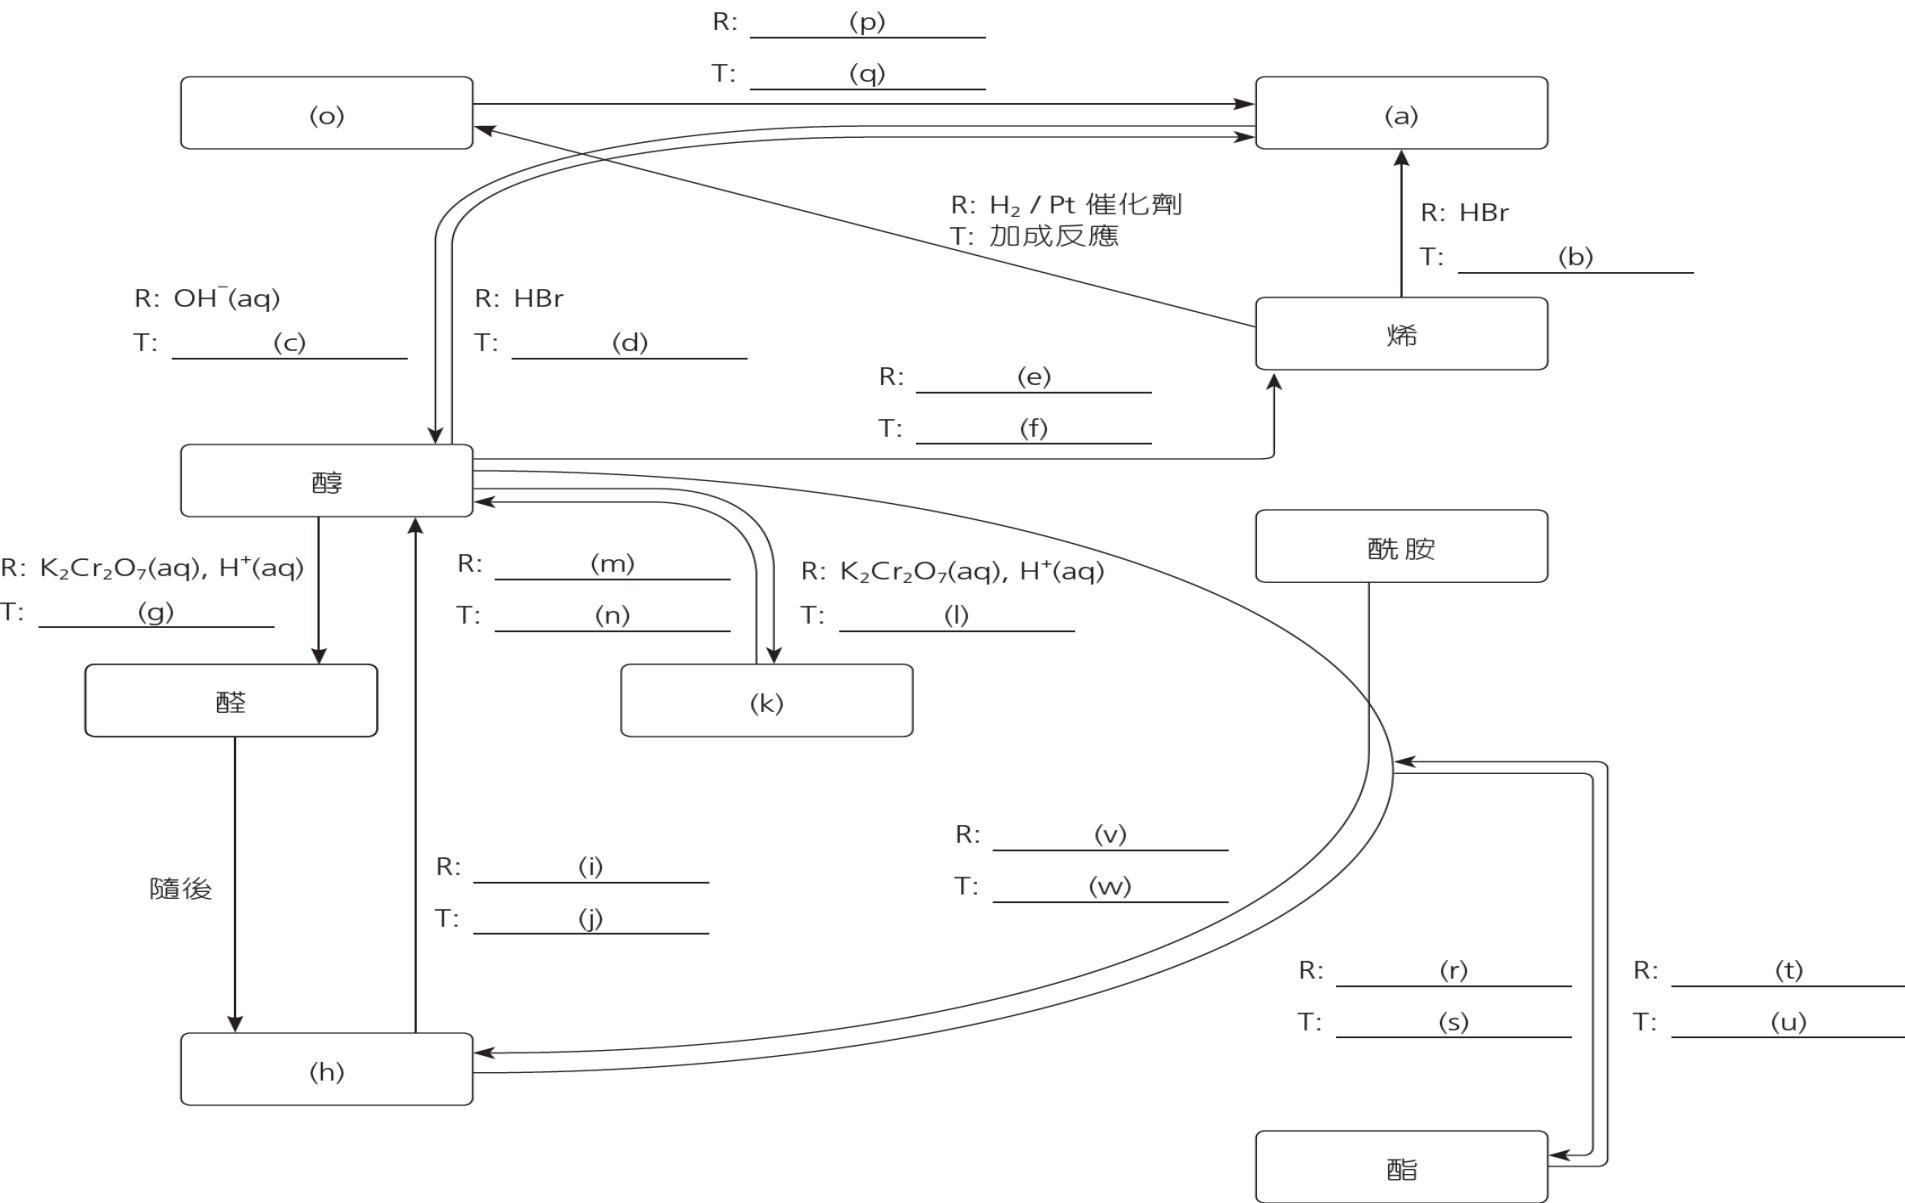 R: (p)
T: (q)
(o)
(a)
R: H₂ / Pt 催化劑
T: 加成反應
R: HBr
T: (b)
R: OH⁻(aq)
T: (c)
R: HBr
T: (d)
烯
R: (e)
T: (f)
醇
酰胺
R: K₂Cr₂O₇(aq), H⁺(aq)
T: (g)
R: (m)
T: (n)
R: K₂Cr₂O₇(aq), H⁺(aq)
T: (l)
醛
(k)
隨後
R: (i)
T: (j)
R: (v)
T: (w)
R: (r)
T: (s)
R: (t)
T: (u)
(h)
酯